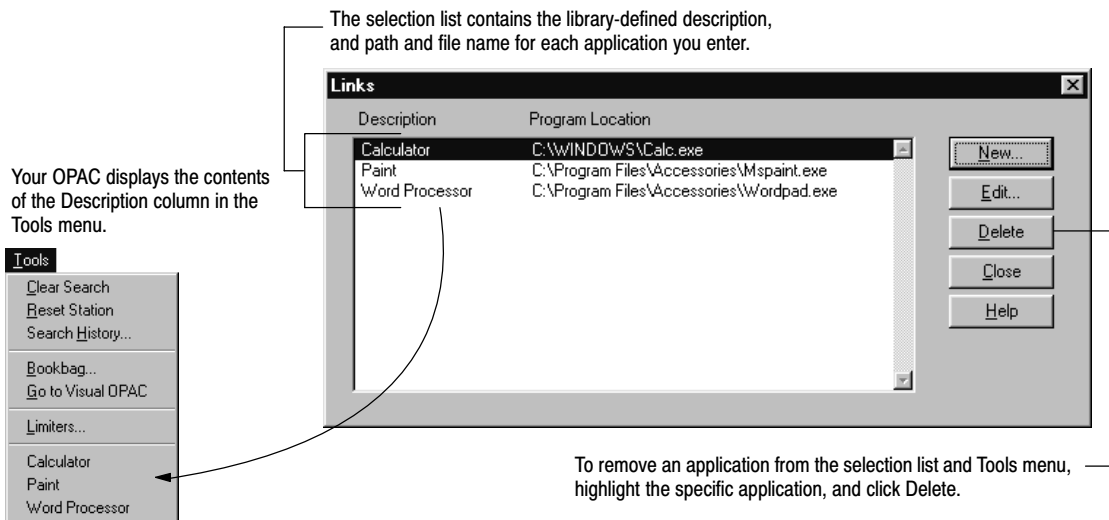 The selection list contains the library-defined description,
and path and file name for each application you enter.
Links
Description Program Location
Calculator C:\WINDOWS\Calc.exe
Paint C:\Program Files\Accessories\Mspaint.exe
Word Processor C:\Program Files\Accessories\Wordpad.exe
New...
Edit...
Delete
Close
Help
Your OPAC displays the contents
of the Description column in the
Tools menu.
Tools
Clear Search
Reset Station
Search History...
Bookbag...
Go to Visual OPAC
Limiters...
Calculator
Paint
Word Processor
To remove an application from the selection list and Tools menu,
highlight the specific application, and click Delete.